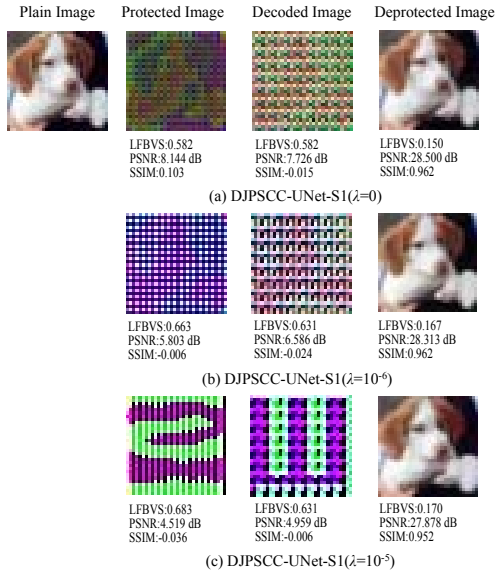 Plain Image Protected Image Decoded Image Deprotected Image
LFBVS:0.582 LFBVS:0.582 LFBVS:0.150
PSNR:8.144 dB PSNR:7.726 dB PSNR:28.500 dB
SSIM:0.103 SSIM:-0.015 SSIM:0.962
(a) DJPSCC-UNet-S1(λ=0)
LFBVS:0.663 LFBVS:0.631 LFBVS:0.167
PSNR:5.803 dB PSNR:6.586 dB PSNR:28.313 dB
SSIM:-0.006 SSIM:-0.024 SSIM:0.962
(b) DJPSCC-UNet-S1(λ=10⁻⁶)
LFBVS:0.683 LFBVS:0.631 LFBVS:0.170
PSNR:4.519 dB PSNR:4.959 dB PSNR:27.878 dB
SSIM:-0.036 SSIM:-0.006 SSIM:0.952
(c) DJPSCC-UNet-S1(λ=10⁻⁵)